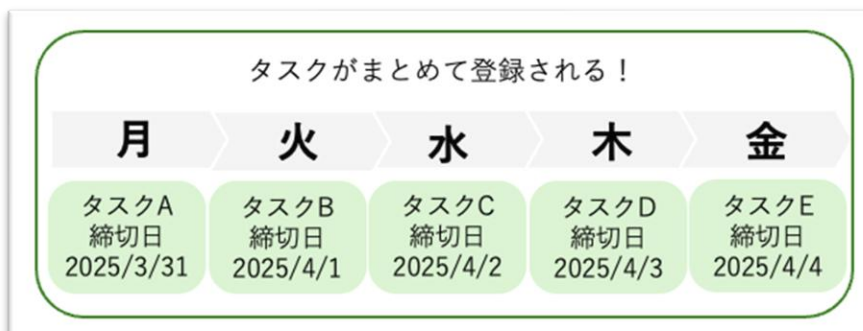 タスクがまとめて登録される！
月 火 水 木 金
タスクA
締切日
2025/3/31
タスクB
締切日
2025/4/1
タスクC
締切日
2025/4/2
タスクD
締切日
2025/4/3
タスクE
締切日
2025/4/4